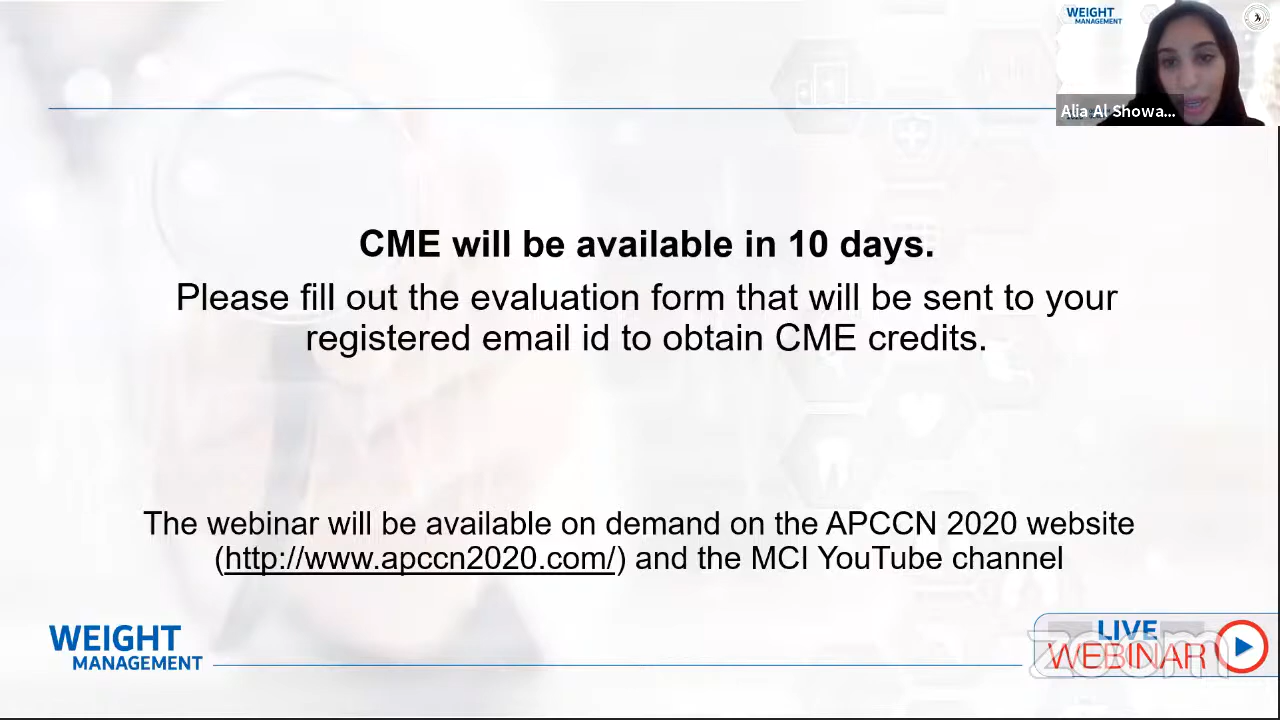 WEIGHT
MANAGEMENT
Alia Al Showa...
CME will be available in 10 days.
Please fill out the evaluation form that will be sent to your
registered email id to obtain CME credits.
The webinar will be available on demand on the APCCN 2020 website
(http://www.apccn2020.com/) and the MCI YouTube channel
WEIGHT
MANAGEMENT
LIVE
WEBINAR
zoom